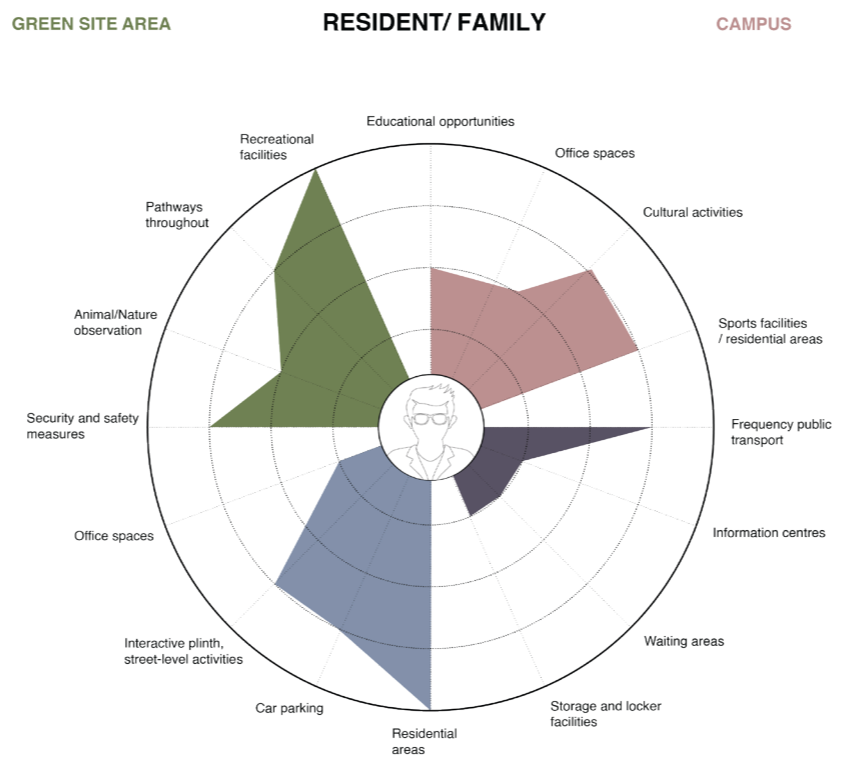 GREEN SITE AREA
RESIDENT/ FAMILY
CAMPUS
Educational opportunities
Recreational
facilities
Office spaces
Pathways
throughout
Cultural activities
Animal/Nature
observation
Sports facilities
/ residential areas
Security and safety
measures
Frequency public
transport
Office spaces
Information centres
Interactive plinth,
street-level activities
Waiting areas
Car parking
Storage and locker
facilities
Residential
areas